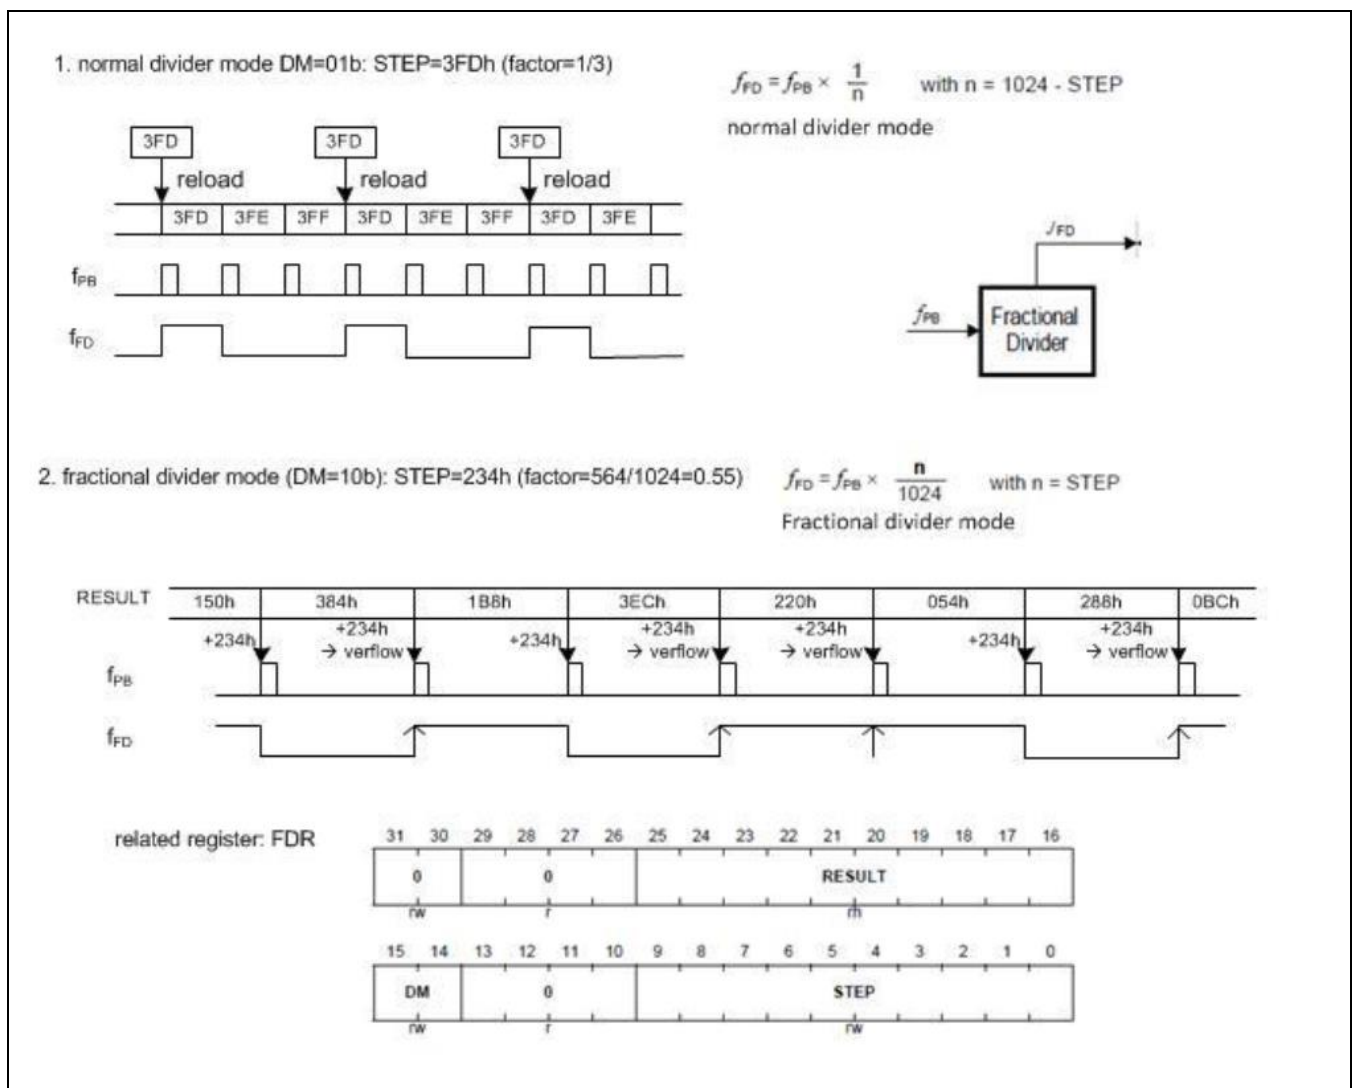 1. normal divider mode DM=01b: STEP=3FDh (factor=1/3)
fFD = fPB × 1/n with n = 1024 - STEP
normal divider mode
3FD 3FD 3FD
reload reload reload
3FD 3FE 3FF 3FD 3FE 3FF 3FD 3FE
fPB
fFD
fFD
fPB
Fractional
Divider
2. fractional divider mode (DM=10b): STEP=234h (factor=564/1024=0.55)
fFD = fPB × n/1024 with n = STEP
Fractional divider mode
RESULT 150h 384h 1B8h 3ECh 220h 054h 288h 0BCh
+234h +234h +234h +234h +234h +234h +234h
→ verflow → verflow → verflow → verflow
fPB
fFD
related register: FDR
31 30 29 28 27 26 25 24 23 22 21 20 19 18 17 16
0 0 RESULT
rw r rh
15 14 13 12 11 10 9 8 7 6 5 4 3 2 1 0
DM 0 STEP
rw r rw